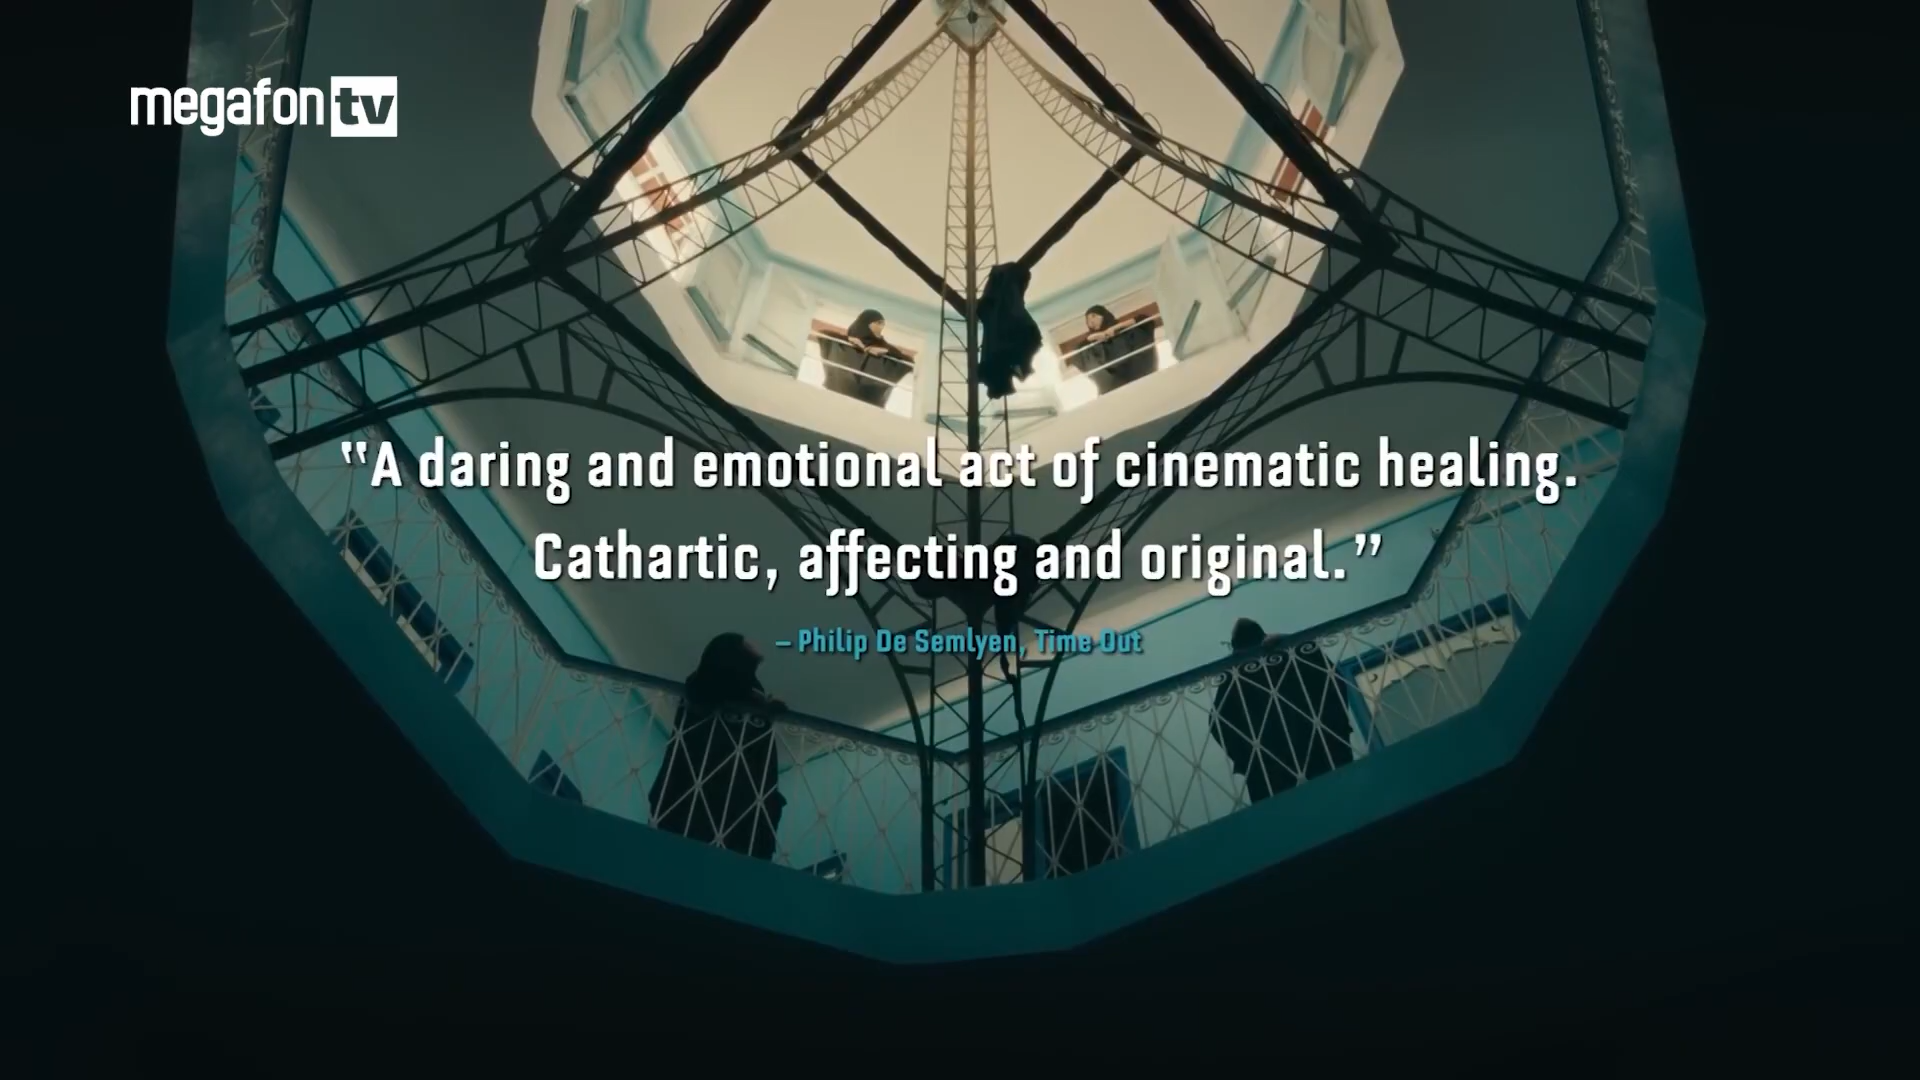 megafon tv
“A daring and emotional act of cinematic healing.
Cathartic, affecting and original.”
– Philip De Semlyen, Time Out